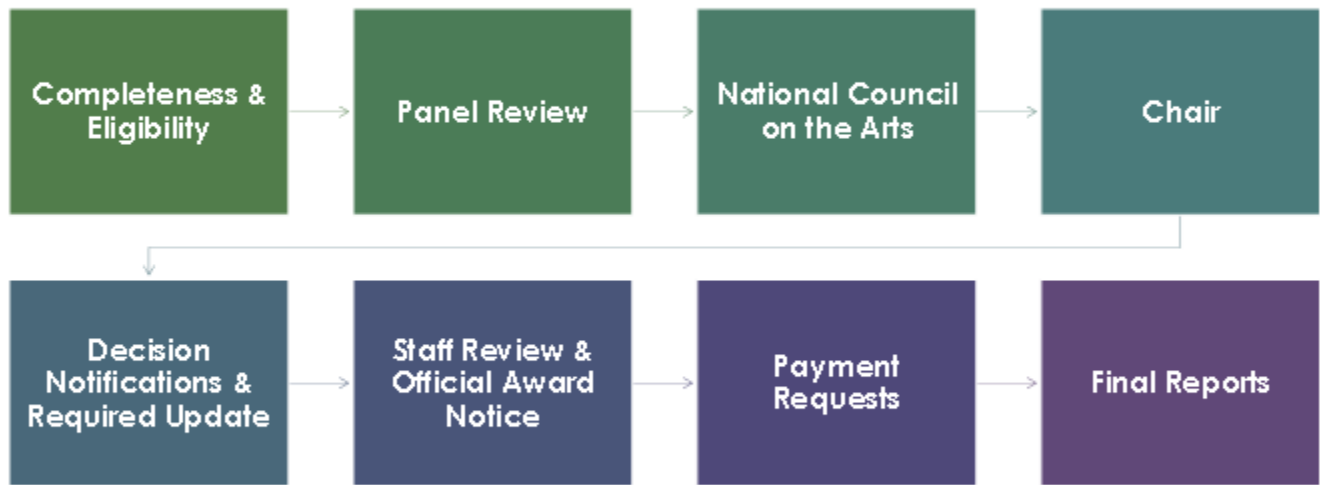 Completeness &
Eligibility
Panel Review
National Council
on the Arts
Chair
Decision
Notifications &
Required Update
Staff Review &
Official Award
Notice
Payment
Requests
Final Reports